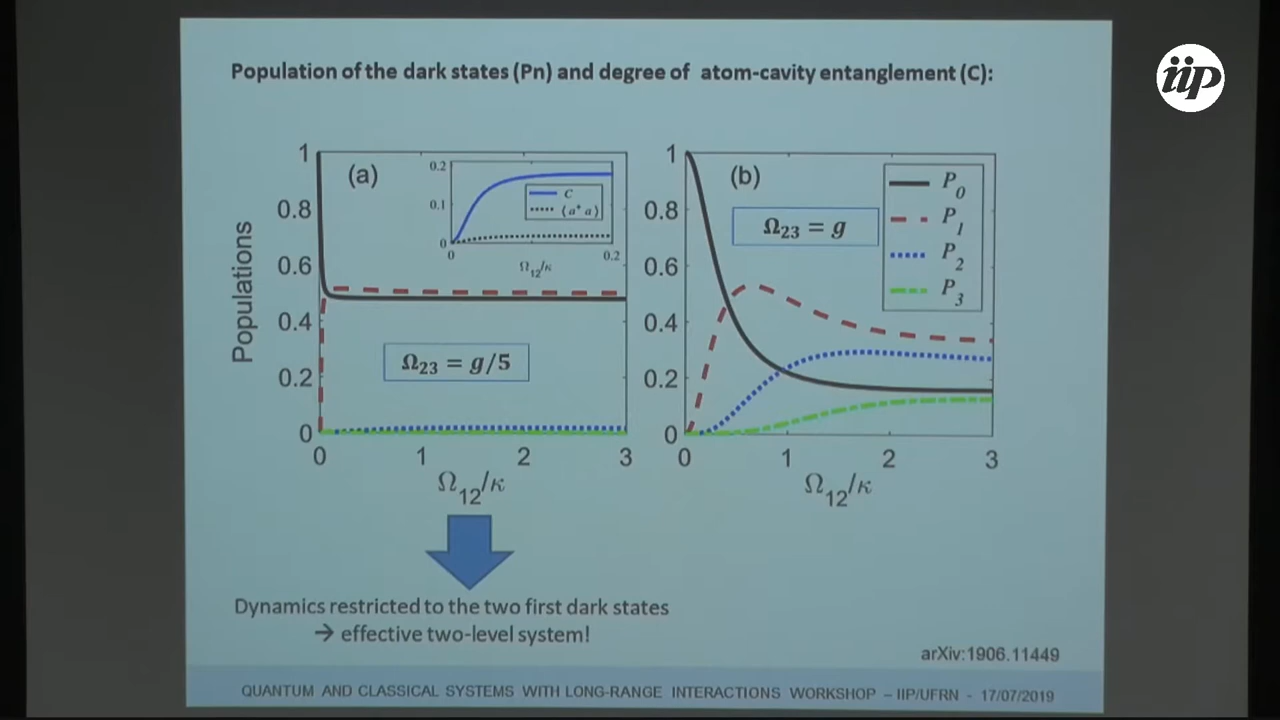 Population of the dark states (Pn) and degree of atom-cavity entanglement (C):
iip
1
(a)
0.8
0.6
0.4
0.2
0
Populations
0
1
2
3
Ω12/κ
0.2
0.1
0
C
⟨a⁺a⟩
0
0.2
Ω12/κ
Ω23 = g/5
1
(b)
0.8
0.6
0.4
0.2
0
Ω23 = g
P0
P1
P2
P3
0
1
2
3
Ω12/κ
Dynamics restricted to the two first dark states
→ effective two-level system!
arXiv:1906.11449
QUANTUM AND CLASSICAL SYSTEMS WITH LONG-RANGE INTERACTIONS WORKSHOP – IIP/UFRN - 17/07/2019